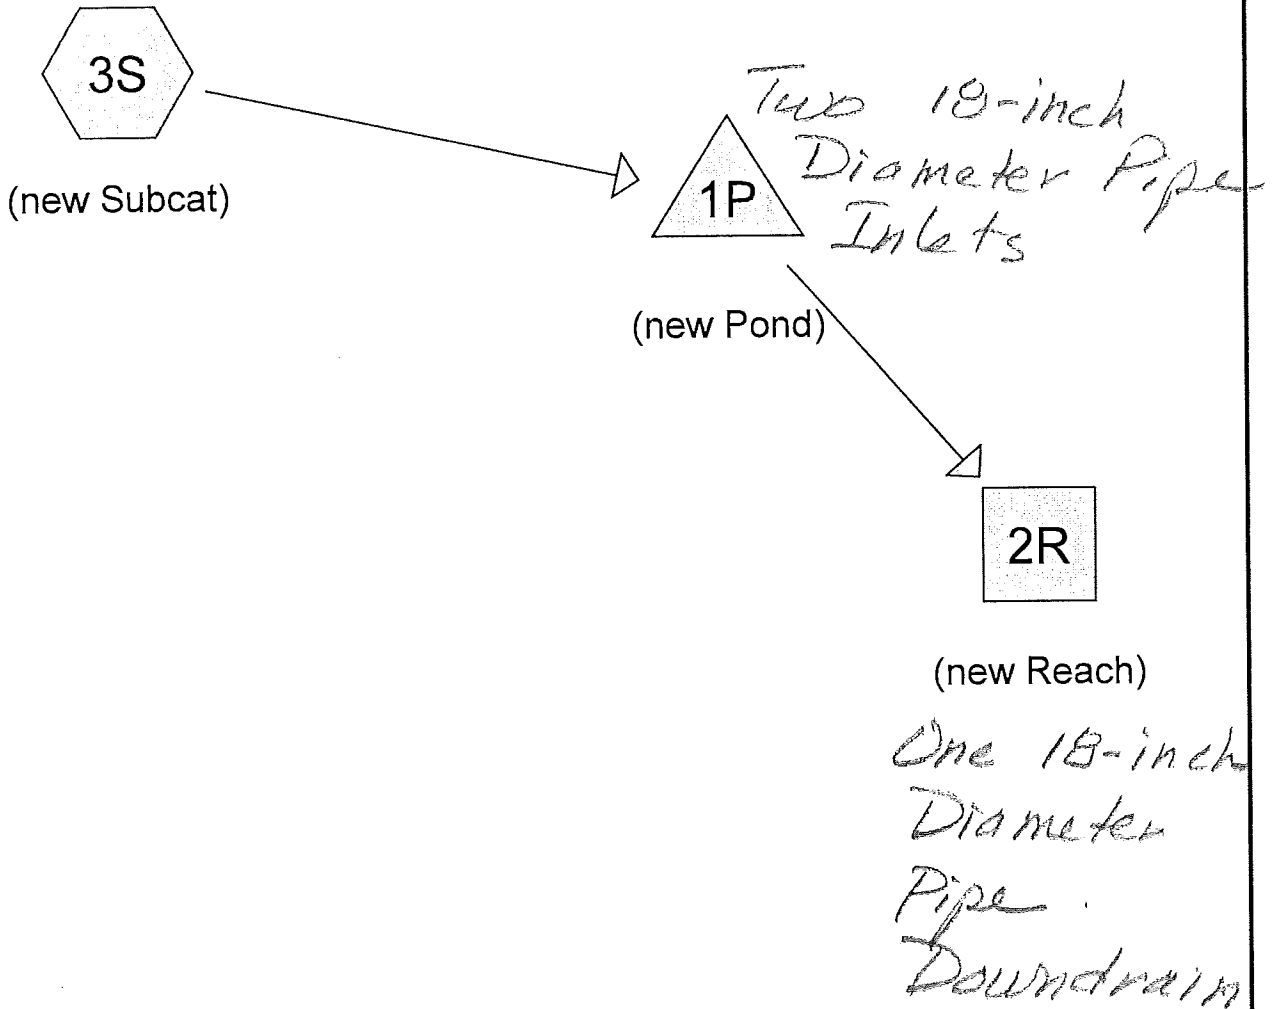 3S
(new Subcat)
Two 18-inch
Diameter Pipe
Inlets
1P
(new Pond)
2R
(new Reach)
One 18-inch
Diameter
Pipe
Downdrain